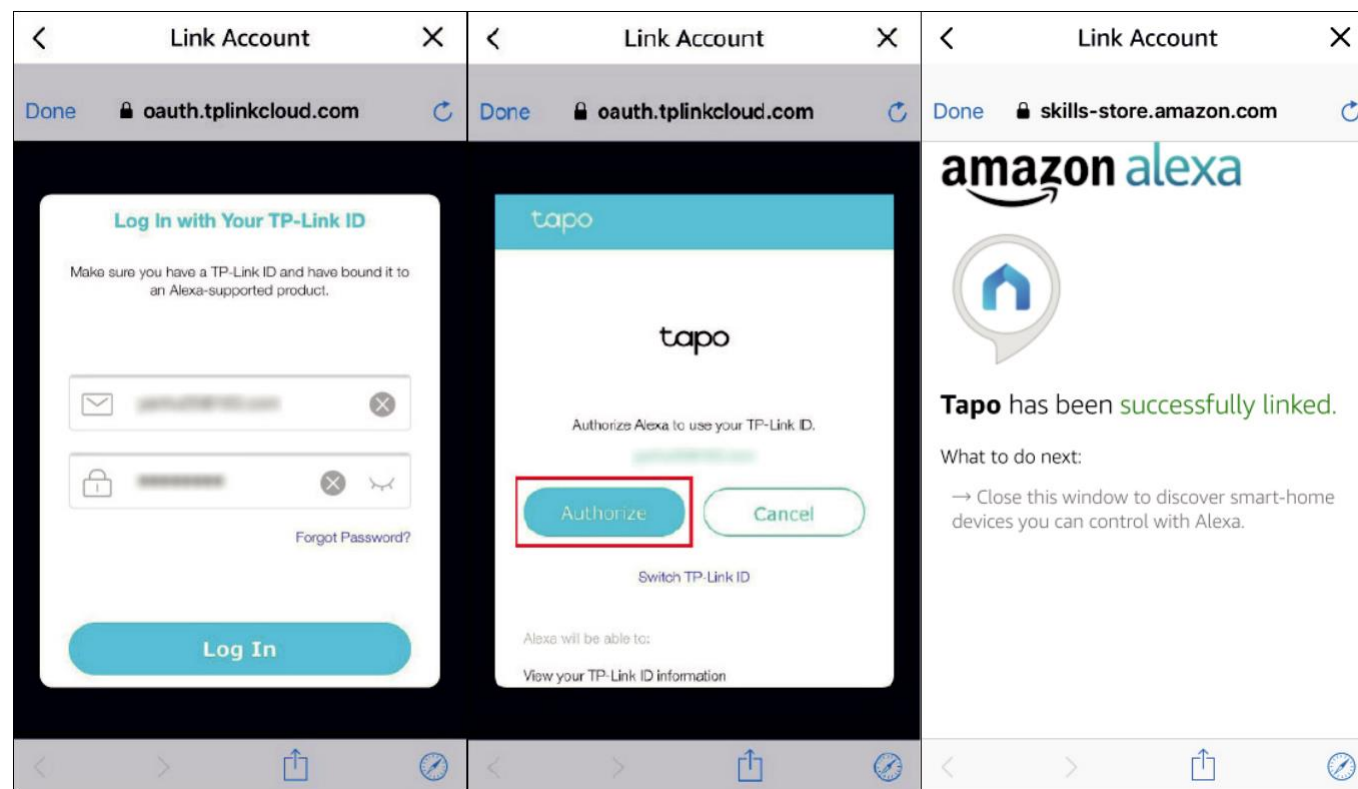 Link Account
Done oauth.tplinkcloud.com
Log In with Your TP-Link ID
Make sure you have a TP-Link ID and have bound it to
an Alexa-supported product.
Forgot Password?
Log In
Link Account
Done oauth.tplinkcloud.com
tapo
tapo
Authorize Alexa to use your TP-Link ID.
Authorize Cancel
Switch TP-Link ID
Alexa will be able to:
View your TP-Link ID information
Link Account
Done skills-store.amazon.com
amazon alexa
Tapo has been successfully linked.
What to do next:
→ Close this window to discover smart-home
devices you can control with Alexa.